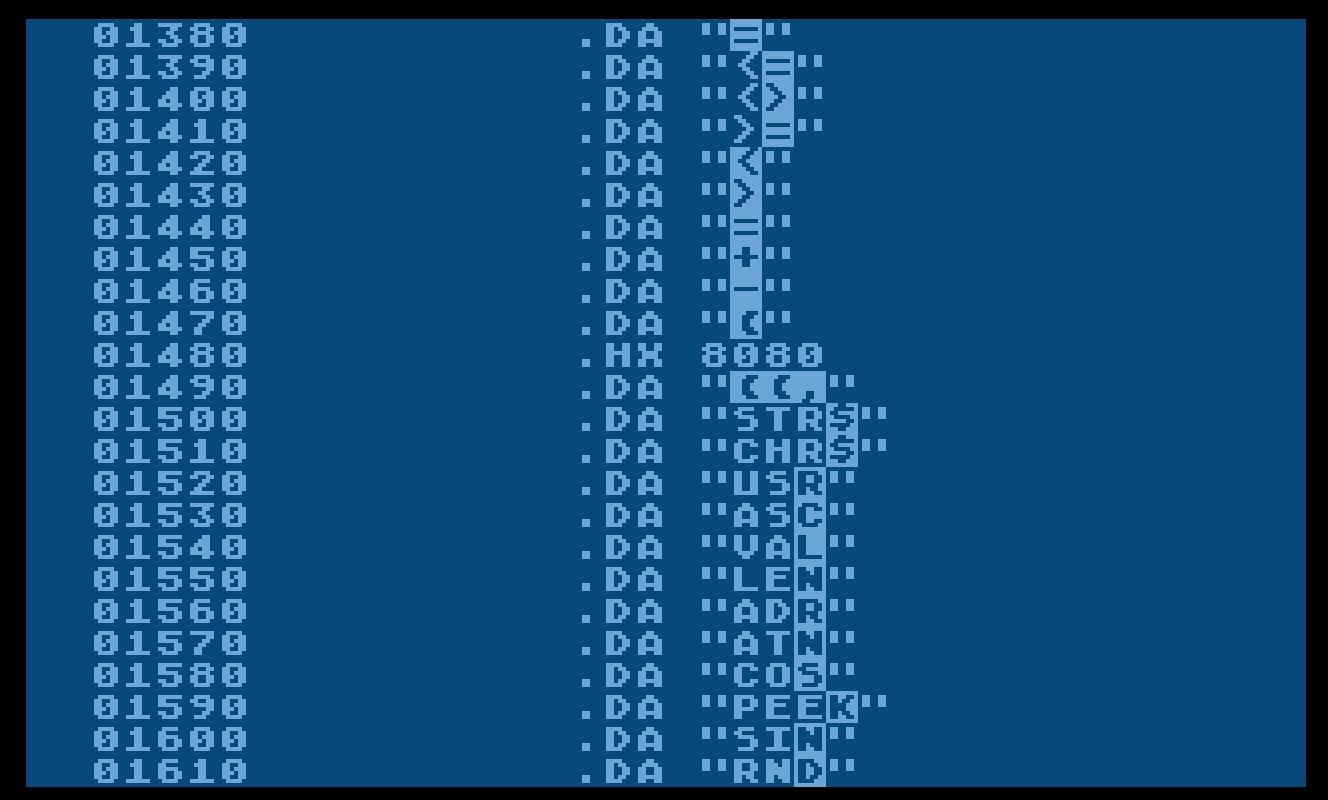 01380 .DA "="
01390 .DA "<="
01400 .DA "<>"
01410 .DA ">="
01420 .DA "<"
01430 .DA ">"
01440 .DA "="
01450 .DA "+"
01460 .DA "-"
01470 .DA "("
01480 .HX 8080
01490 .DA "((,"
01500 .DA "STR$"
01510 .DA "CHR$"
01520 .DA "USR"
01530 .DA "ASC"
01540 .DA "VAL"
01550 .DA "LEN"
01560 .DA "ADR"
01570 .DA "ATN"
01580 .DA "COS"
01590 .DA "PEEK"
01600 .DA "SIN"
01610 .DA "RND"